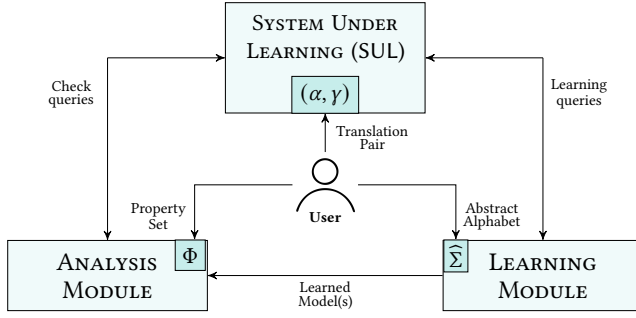 SYSTEM UNDER
LEARNING (SUL)
(α, γ)
Check
queries
Learning
queries
Translation
Pair
User
Property
Set
Abstract
Alphabet
Φ
Σ̂
ANALYSIS
MODULE
LEARNING
MODULE
Learned
Model(s)